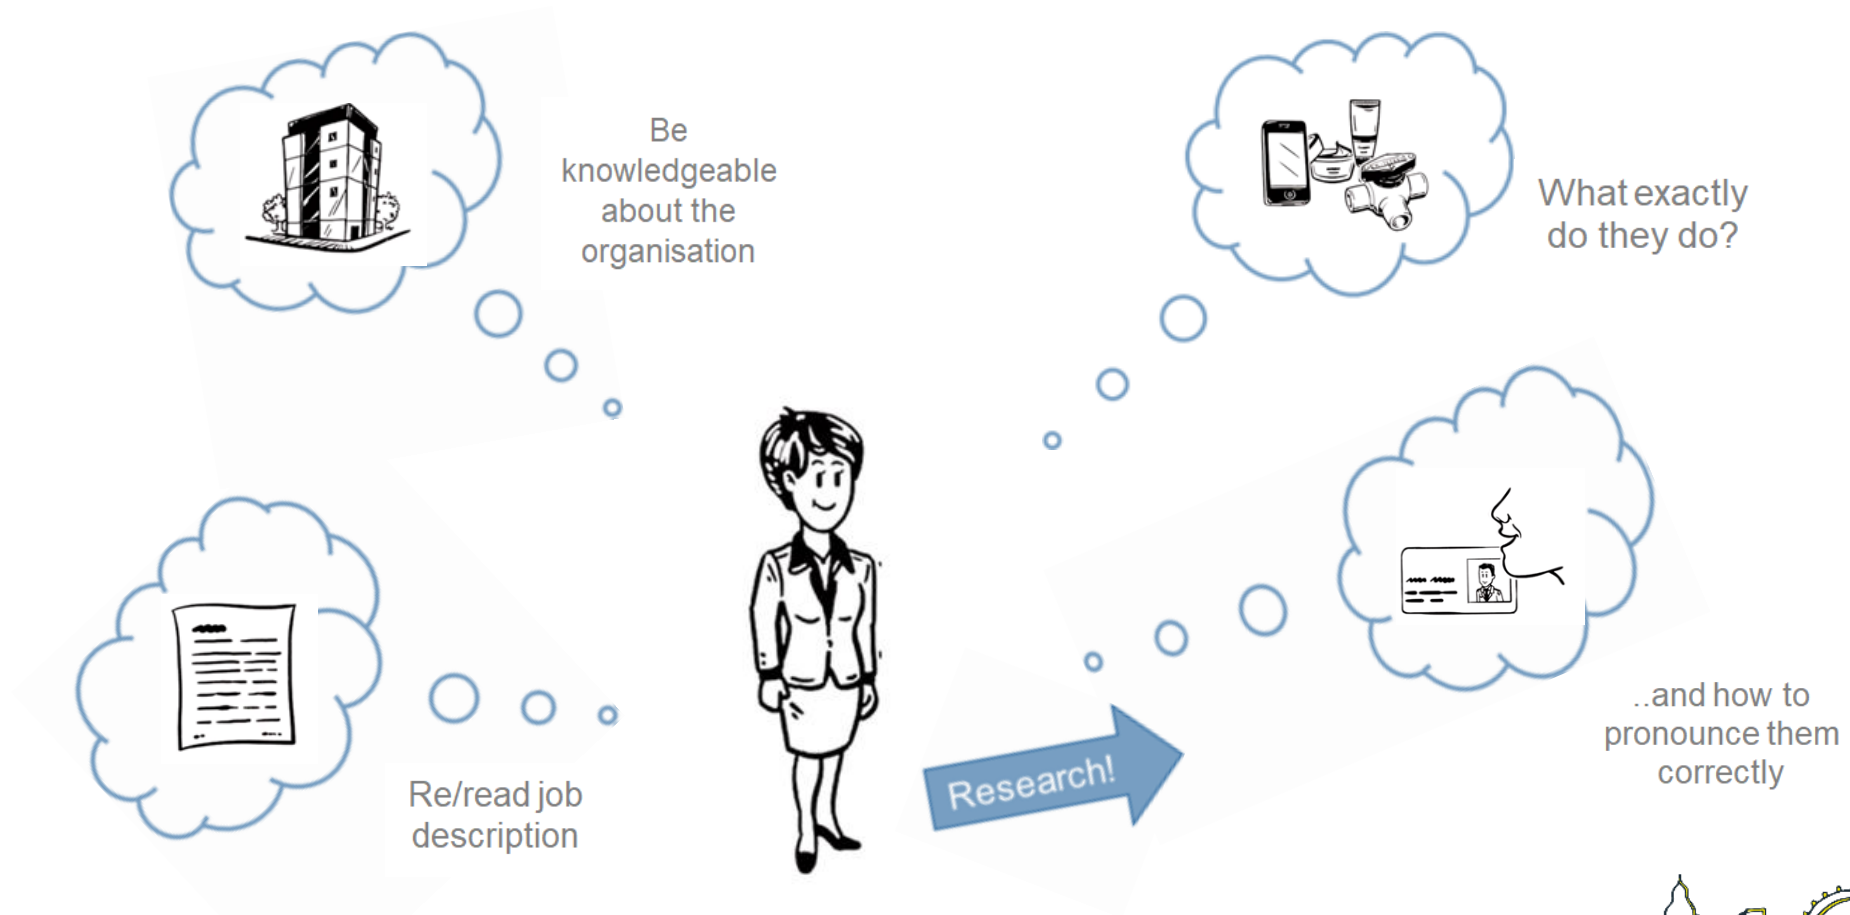 Be
knowledgeable
about the
organisation
What exactly
do they do?
Re/read job
description
Research!
..and how to
pronounce them
correctly